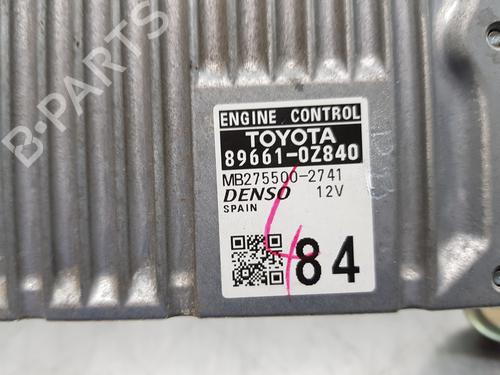 B-PARTS
ENGINE CONTROL
TOYOTA
89661-0Z840
MB275500-2741
DENSO 12V
SPAIN
84